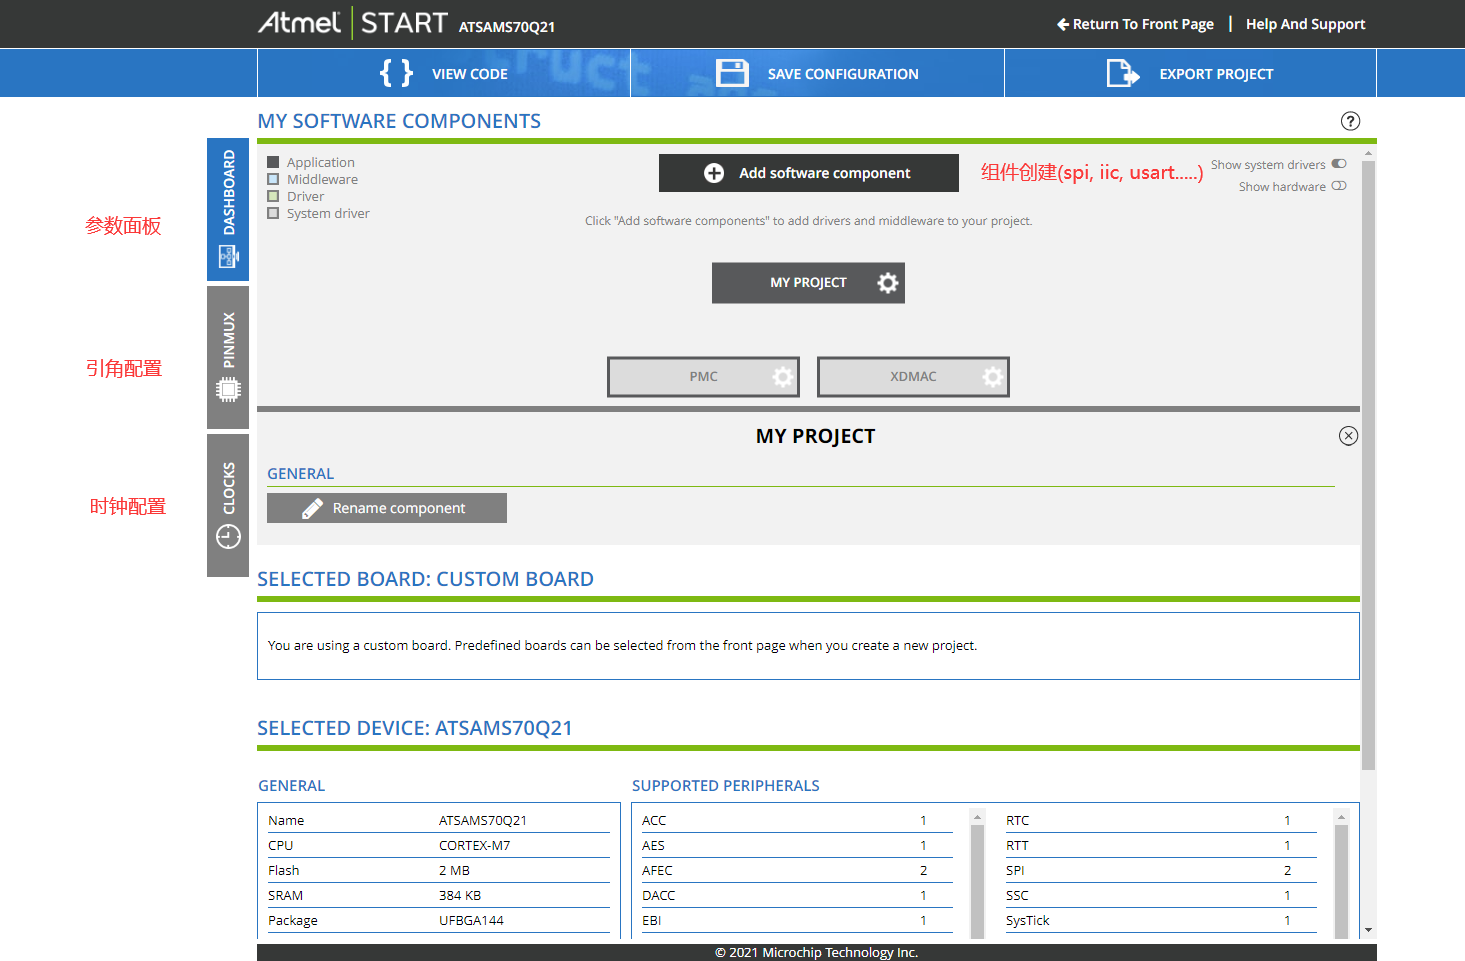 Atmel START ATSAMS70Q21
Return To Front Page | Help And Support
{ } VIEW CODE
SAVE CONFIGURATION
EXPORT PROJECT
MY SOFTWARE COMPONENTS
?
DASHBOARD
PINMUX
CLOCKS
参数面板
引角配置
时钟配置
Application
Middleware
Driver
System driver
Add software component
组件创建(spi, iic, usart.....)
Show system drivers
Show hardware
Click "Add software components" to add drivers and middleware to your project.
MY PROJECT
PMC
XDMAC
MY PROJECT
GENERAL
Rename component
SELECTED BOARD: CUSTOM BOARD
You are using a custom board. Predefined boards can be selected from the front page when you create a new project.
SELECTED DEVICE: ATSAMS70Q21
GENERAL
Name ATSAMS70Q21
CPU CORTEX-M7
Flash 2 MB
SRAM 384 KB
Package UFBGA144
SUPPORTED PERIPHERALS
ACC 1
AES 1
AFEC 2
DACC 1
EBI 1
RTC 1
RTT 1
SPI 2
SSC 1
SysTick 1
© 2021 Microchip Technology Inc.